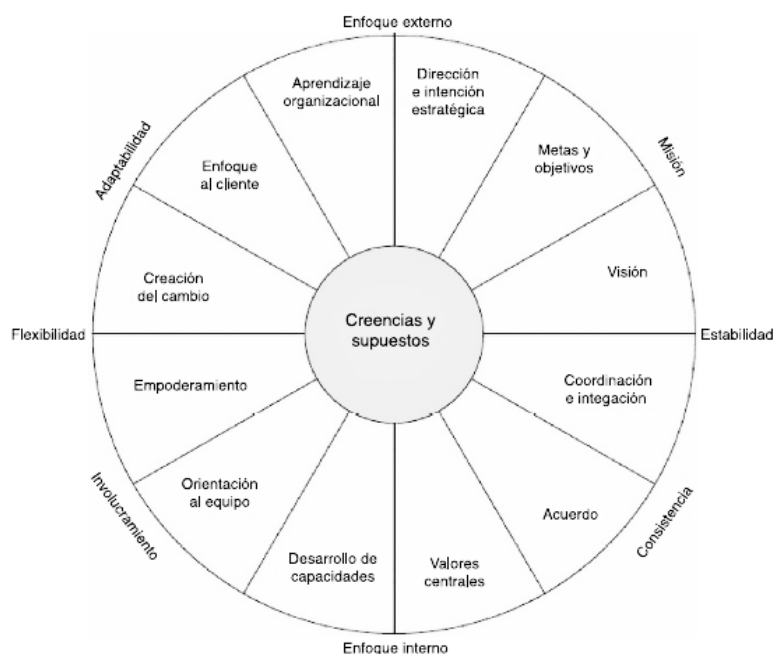 Enfoque externo
Aprendizaje
organizacional
Dirección
e intención
estratégica
Adaptabilidad
Enfoque
al cliente
Metas y
objetivos
Misión
Creación
del cambio
Visión
Creencias y
supuestos
Flexibilidad
Estabilidad
Empoderamiento
Coordinación
e integación
Involucramiento
Orientación
al equipo
Acuerdo
Consistencia
Desarrollo de
capacidades
Valores
centrales
Enfoque interno